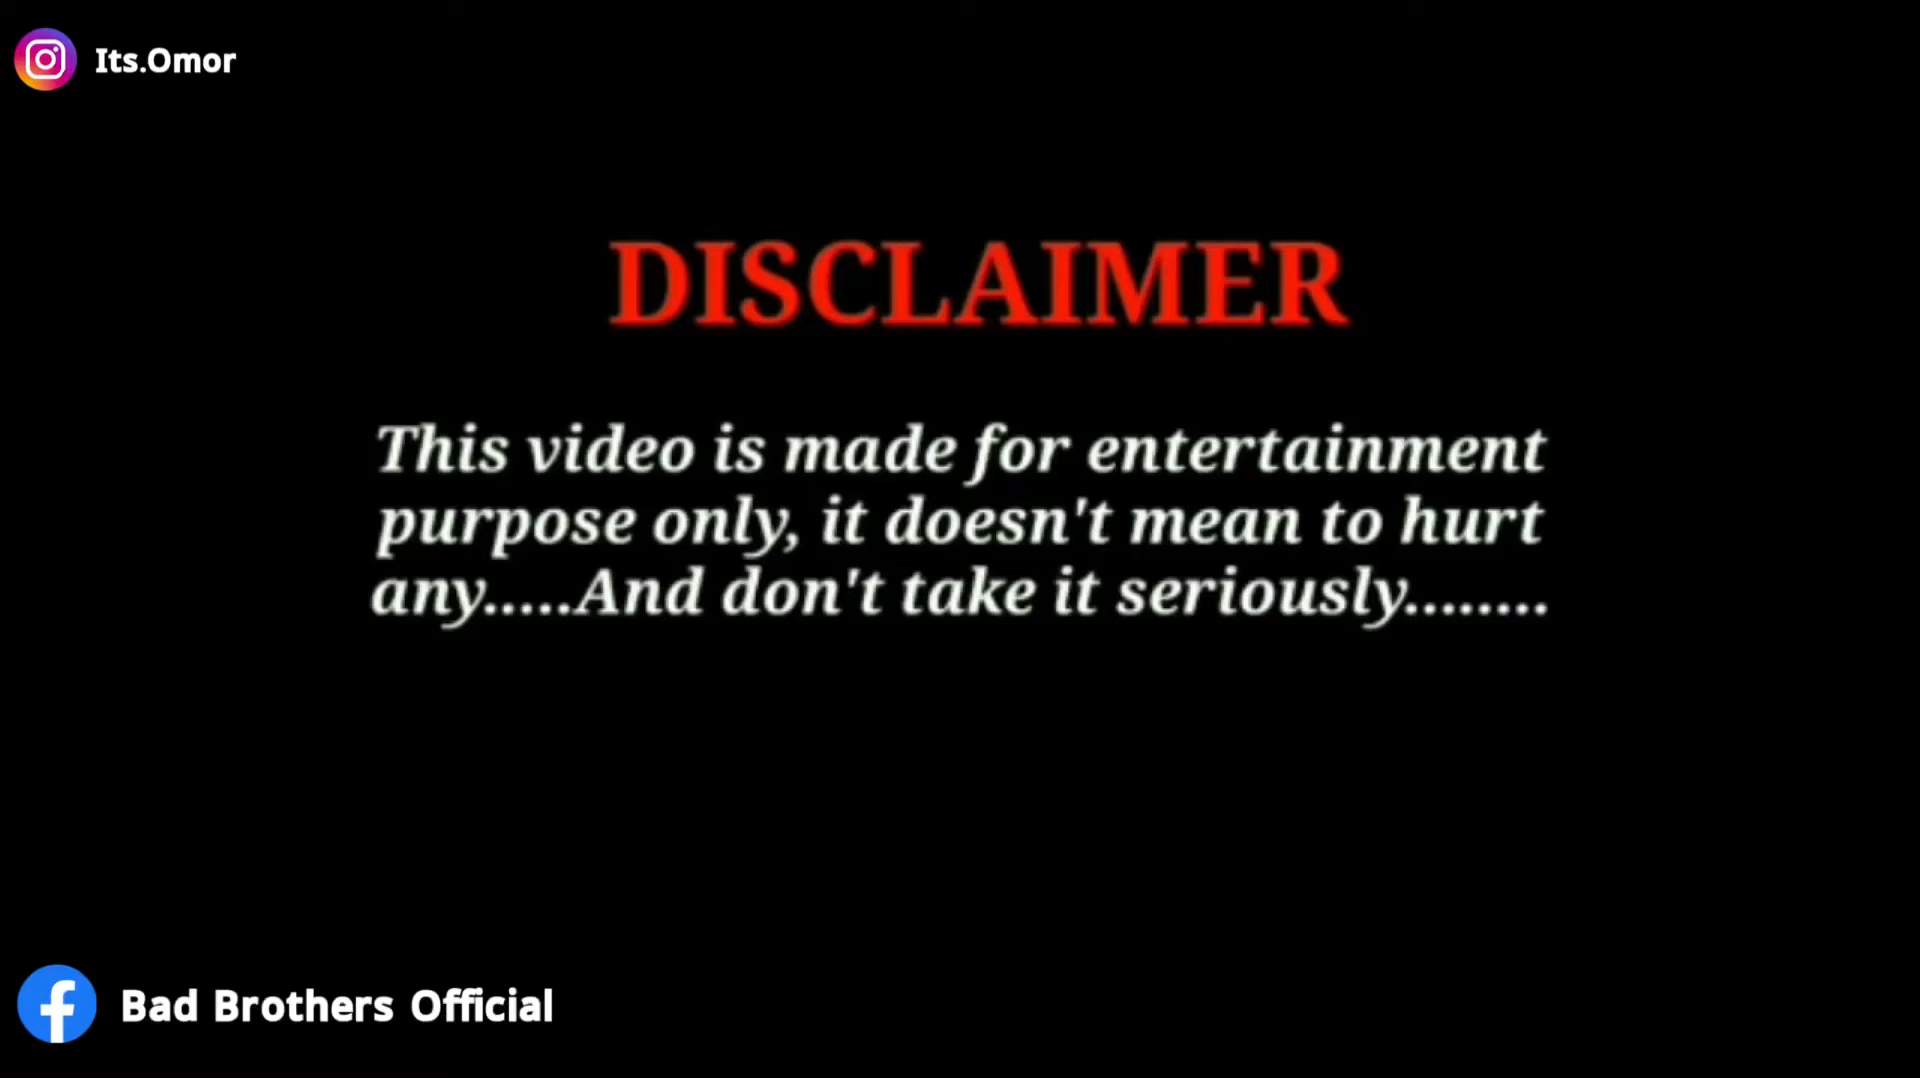 Its.Omor
DISCLAIMER
This video is made for entertainment
purpose only, it doesn't mean to hurt
any.....And don't take it seriously........
Bad Brothers Official